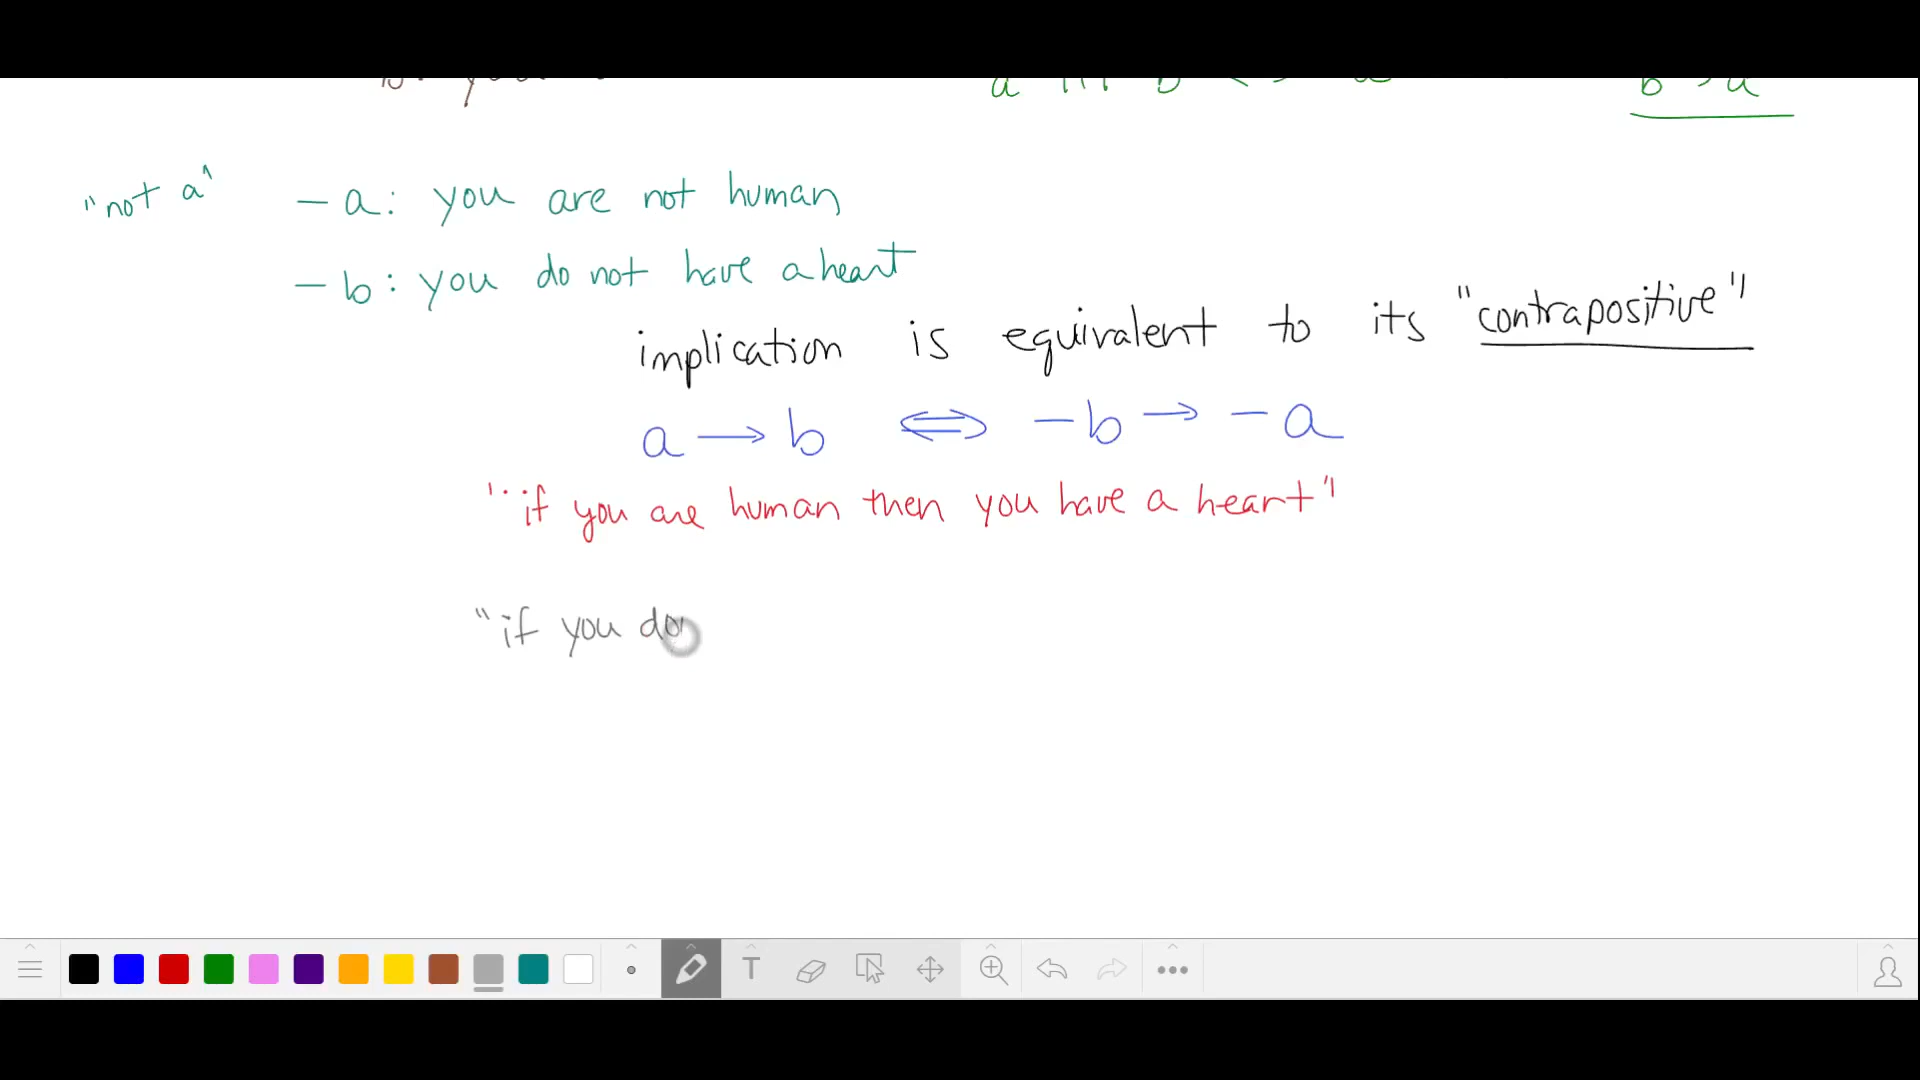 "not a" - a: you are not human
- b: you do not have a heart
implication is equivalent to its "contrapositive"
a → b ⇔ - b → - a
"if you are human then you have a heart"
"if you do
T